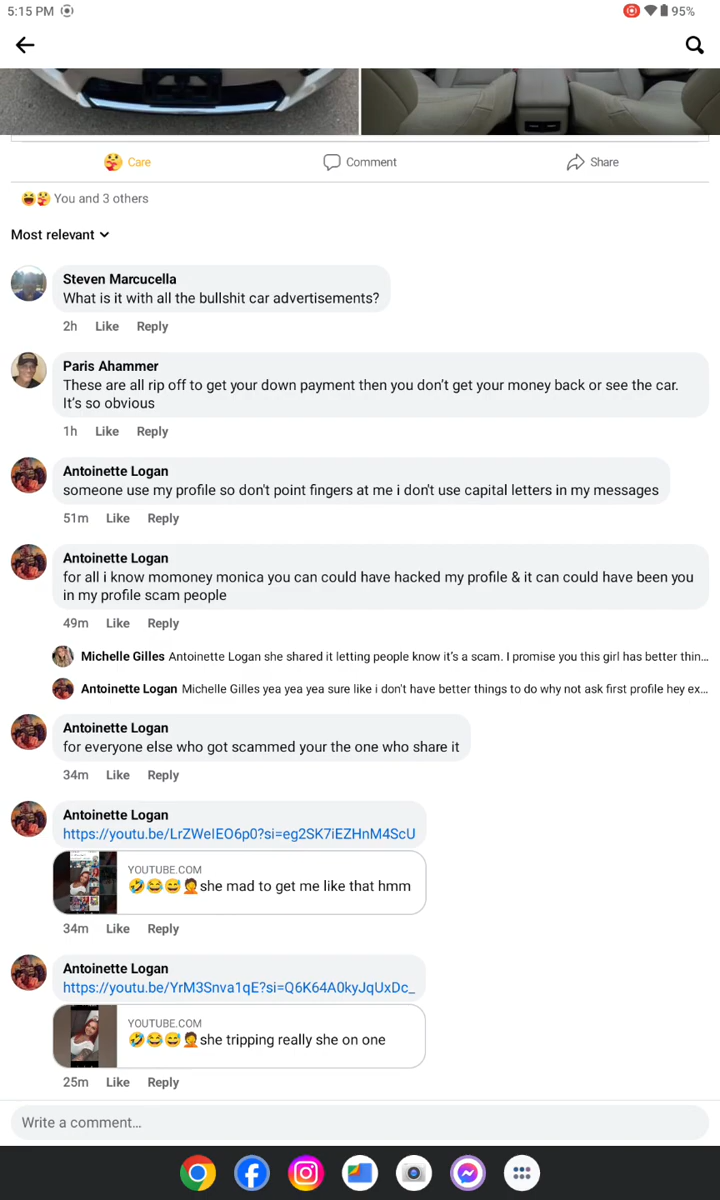 5:15 PM
95%
Care
Comment
Share
You and 3 others
Most relevant
Steven Marcucella
What is it with all the bullshit car advertisements?
2h Like Reply
Paris Ahammer
These are all rip off to get your down payment then you don't get your money back or see the car.
It's so obvious
1h Like Reply
Antoinette Logan
someone use my profile so don't point fingers at me i don't use capital letters in my messages
51m Like Reply
Antoinette Logan
for all i know momoney monica you can could have hacked my profile & it can could have been you
in my profile scam people
49m Like Reply
Michelle Gilles Antoinette Logan she shared it letting people know it's a scam. I promise you this girl has better thin...
Antoinette Logan Michelle Gilles yea yea yea sure like i don't have better things to do why not ask first profile hey ex...
Antoinette Logan
for everyone else who got scammed your the one who share it
34m Like Reply
Antoinette Logan
https://youtu.be/LrZWeIEO6p0?si=eg2SK7iEZHnM4ScU
YOUTUBE.COM
🤣😂😅🤦she mad to get me like that hmm
34m Like Reply
Antoinette Logan
https://youtu.be/YrM3Snva1qE?si=Q6K64A0kyJqUxDc_
YOUTUBE.COM
🤣😂😅🤦she tripping really she on one
25m Like Reply
Write a comment...